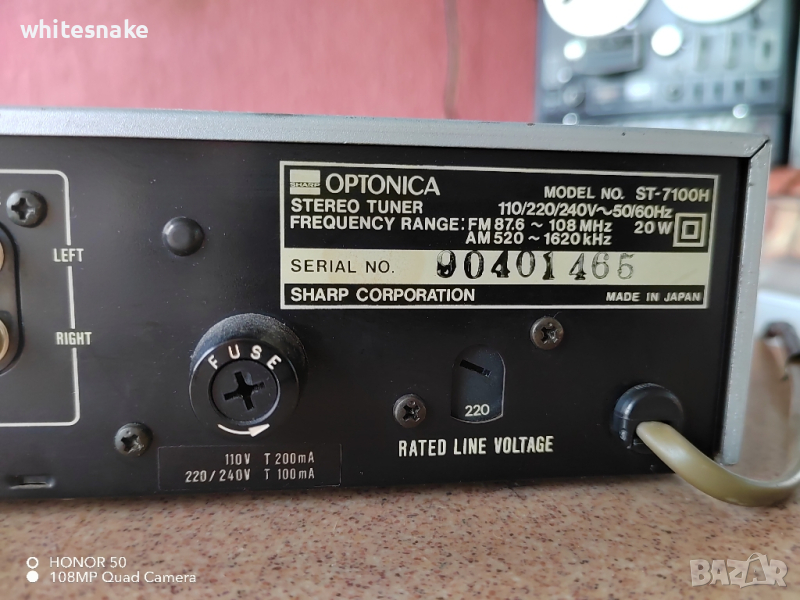 whitesnake
SHARP OPTONICA
MODEL NO. ST-7100H
STEREO TUNER
110/220/240V~50/60Hz
FREQUENCY RANGE: FM 87.6 ~ 108 MHz 20W
AM 520 ~ 1620 kHz
SERIAL NO. 90401465
SHARP CORPORATION
MADE IN JAPAN
LEFT
RIGHT
FUSE
220
RATED LINE VOLTAGE
110V T 200mA
220/240V T 100mA
HONOR 50
108MP Quad Camera
BAZAR